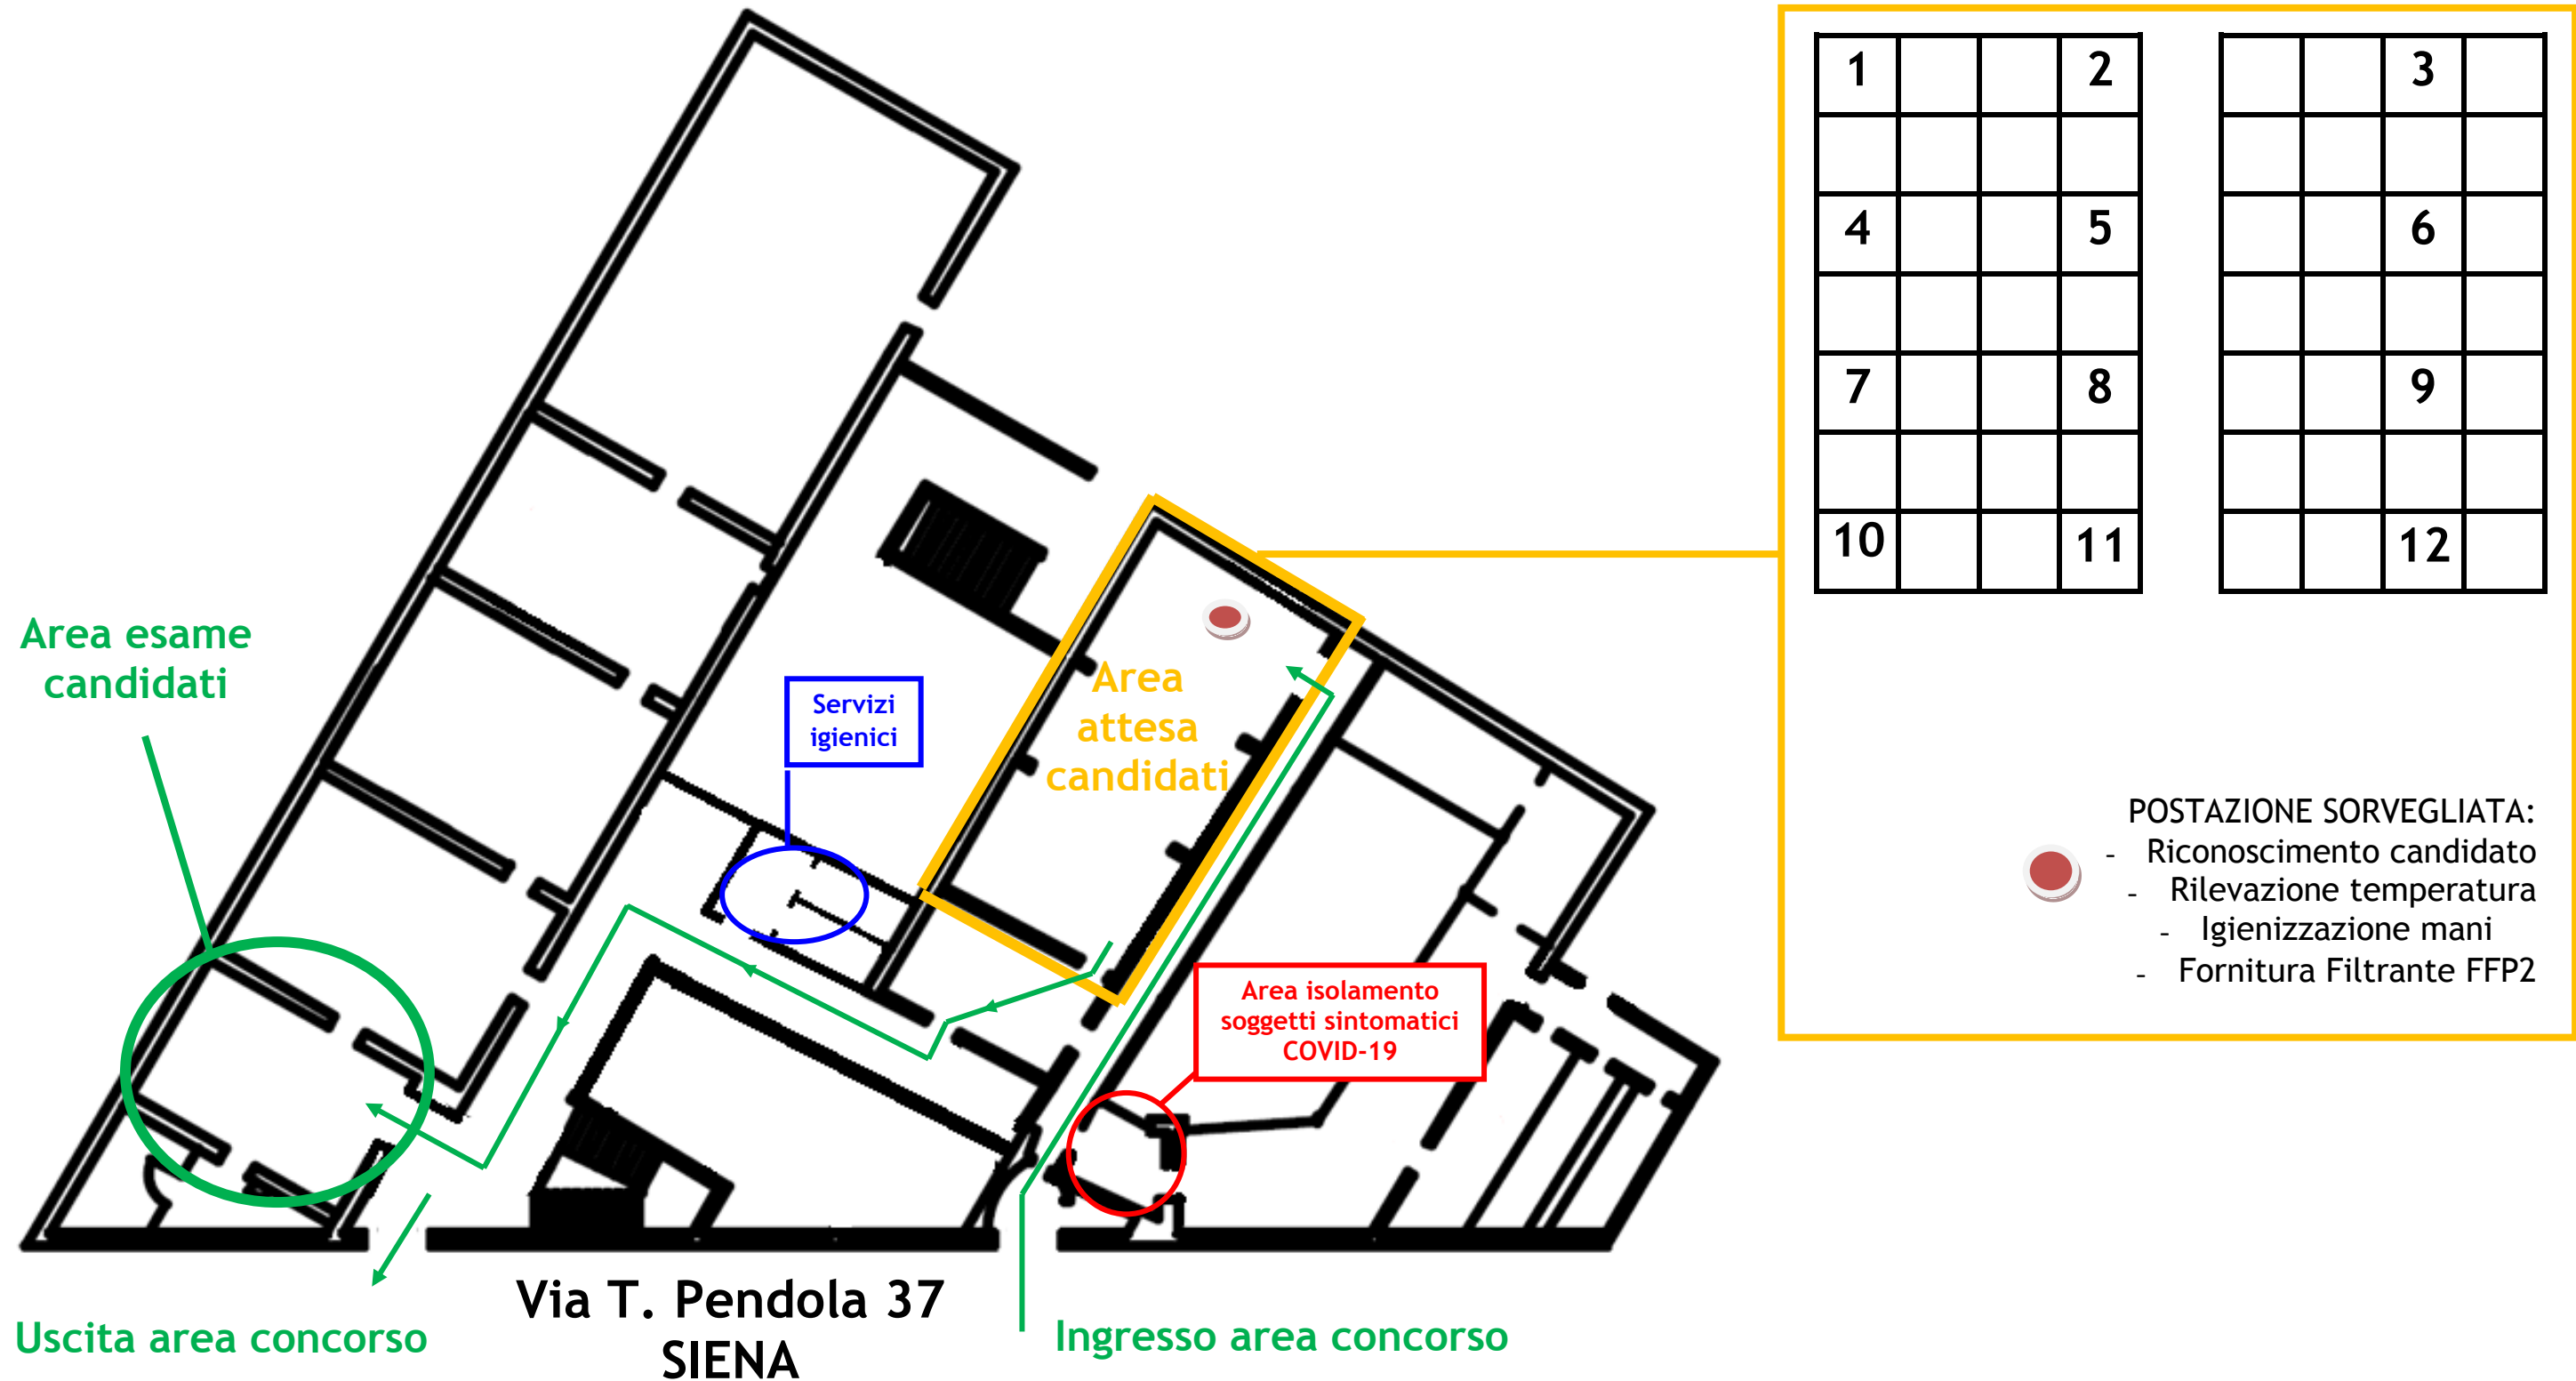 1 2 3
4 5 6
7 8 9
10 11 12
Area esame
candidati
Servizi
igienici
Area
attesa
candidati
POSTAZIONE SORVEGLIATA:
- Riconoscimento candidato
- Rilevazione temperatura
- Igienizzazione mani
- Fornitura Filtrante FFP2
Area isolamento
soggetti sintomatici
COVID-19
Via T. Pendola 37
SIENA
Uscita area concorso
Ingresso area concorso